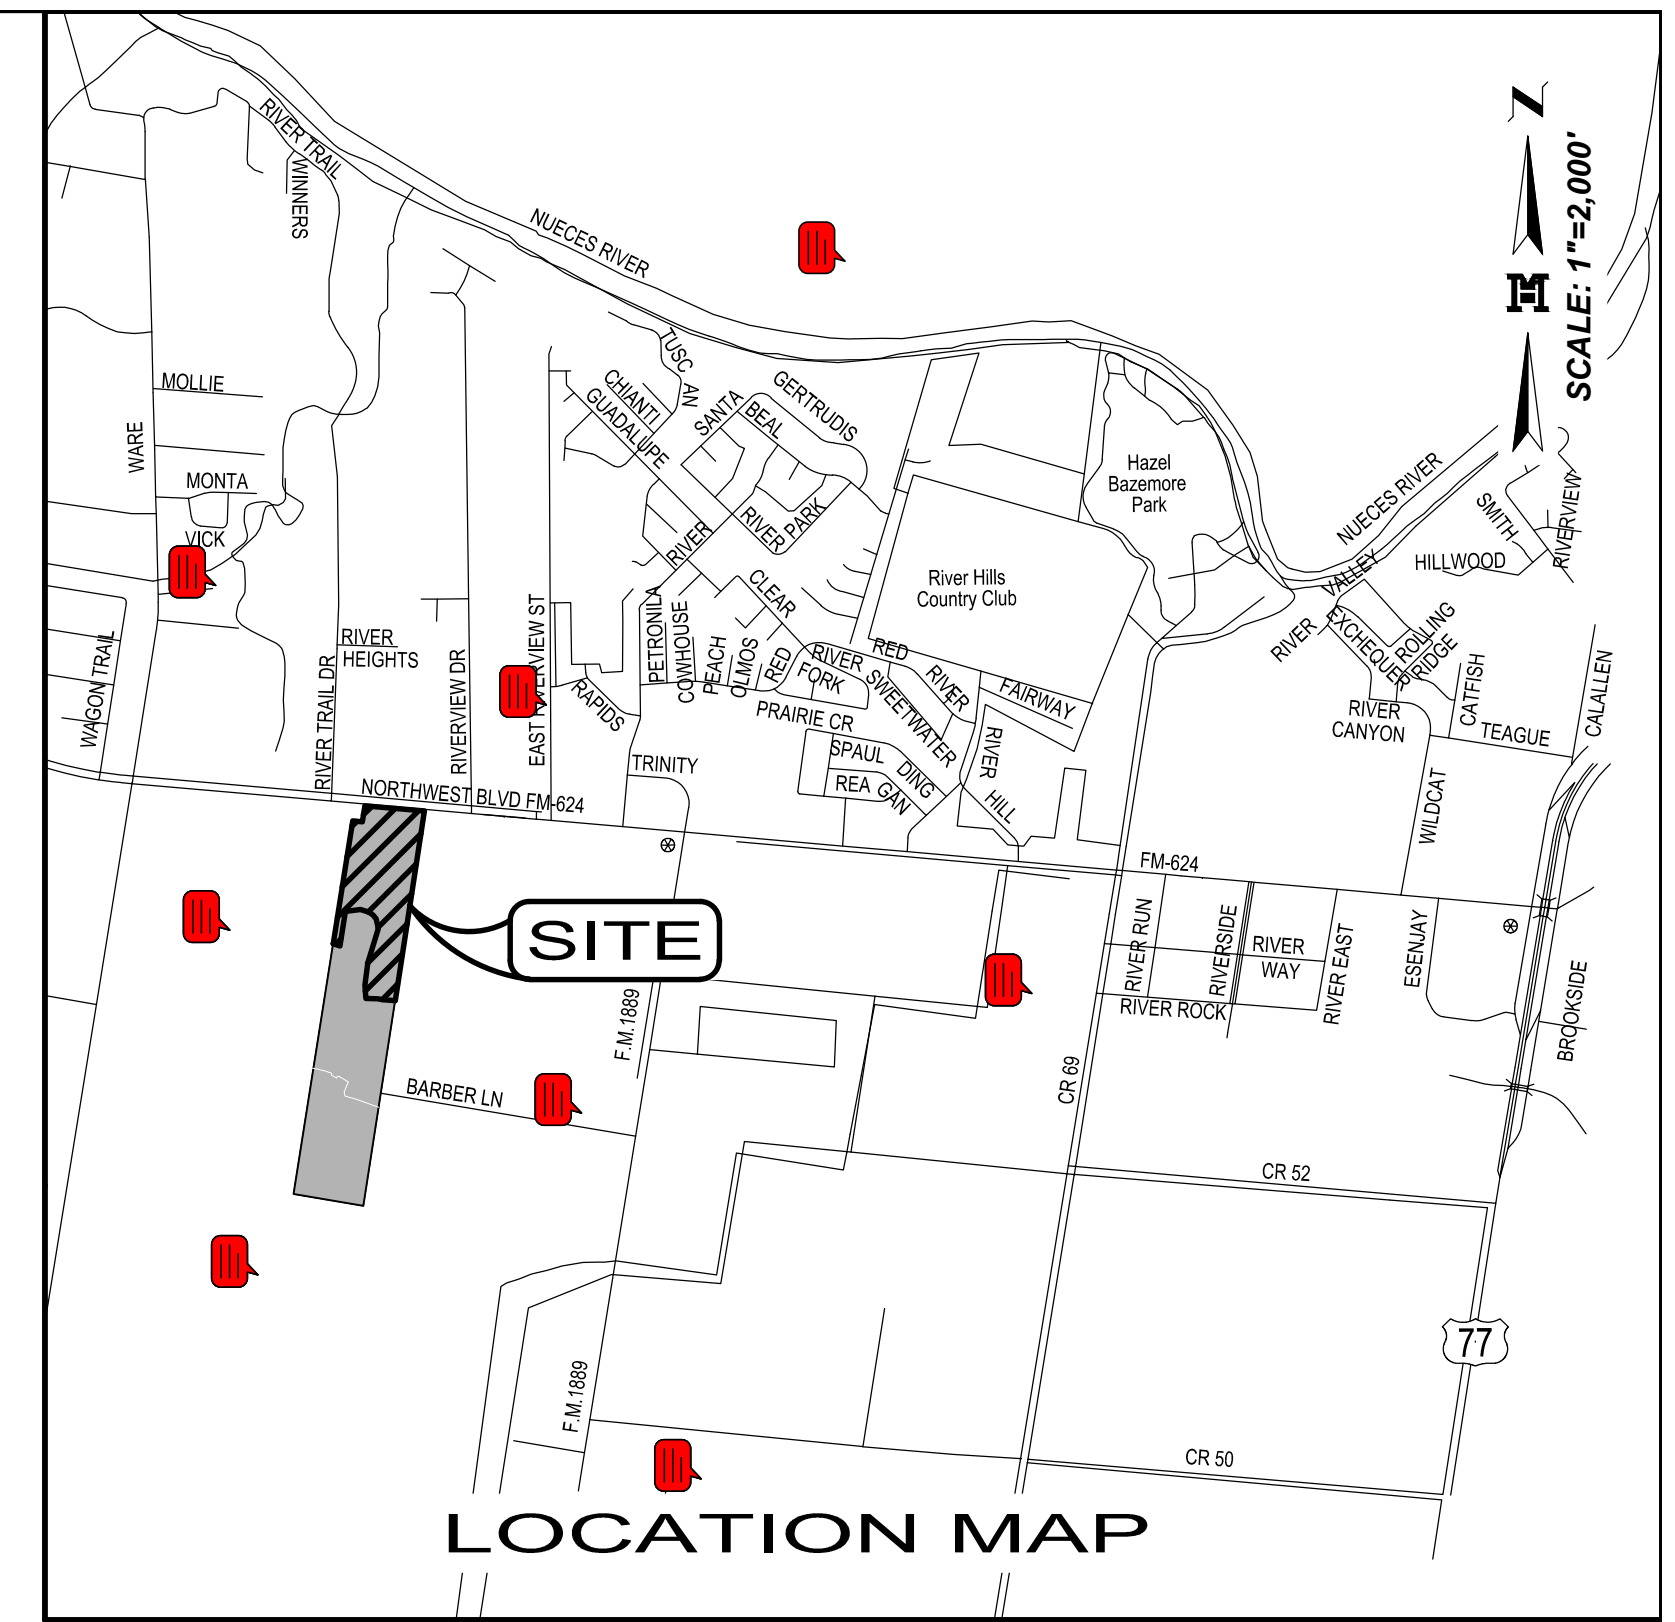 RIVER TRAIL
WINNERS
NUECES RIVER
N
SCALE: 1"=2,000'
MOLLIE
WARE
MONTA
VICK
TUSC
AN
CHIANTI
GUADALUPE
SANTA
GERTRUDIS
BEAL
RIVER
PARK
RIVER
CLEAR
Hazel
Bazemore
Park
NUECES RIVER
SMITH
RIVERVIEW
HILLWOOD
VALLEY
RIVER
EXCHEQUER
ROLLING
RIDGE
CATFISH
CALALLEN
River Hills
Country Club
WAGON TRAIL
RIVER
HEIGHTS
RIVER TRAIL DR
RIVERVIEW DR
EAST RIVERVIEW ST
RAPIDS
PETRONILA
COWHOUSE
PEACH
OLMOS
RED
RIVER
FORK
RED
RIVER
SWEETWATER
FAIRWAY
PRAIRIE CR
SPAUL
DING
REA
GAN
RIVER
HILL
RIVER
CANYON
TEAGUE
WILDCAT
TRINITY
NORTHWEST BLVD FM-624
FM-624
SITE
RIVER RUN
RIVERSIDE
RIVER
WAY
RIVER EAST
RIVER ROCK
ESENJAY
BROOKSIDE
F.M.1889
BARBER LN
CR 69
CR 52
77
F.M.1889
CR 50
LOCATION MAP